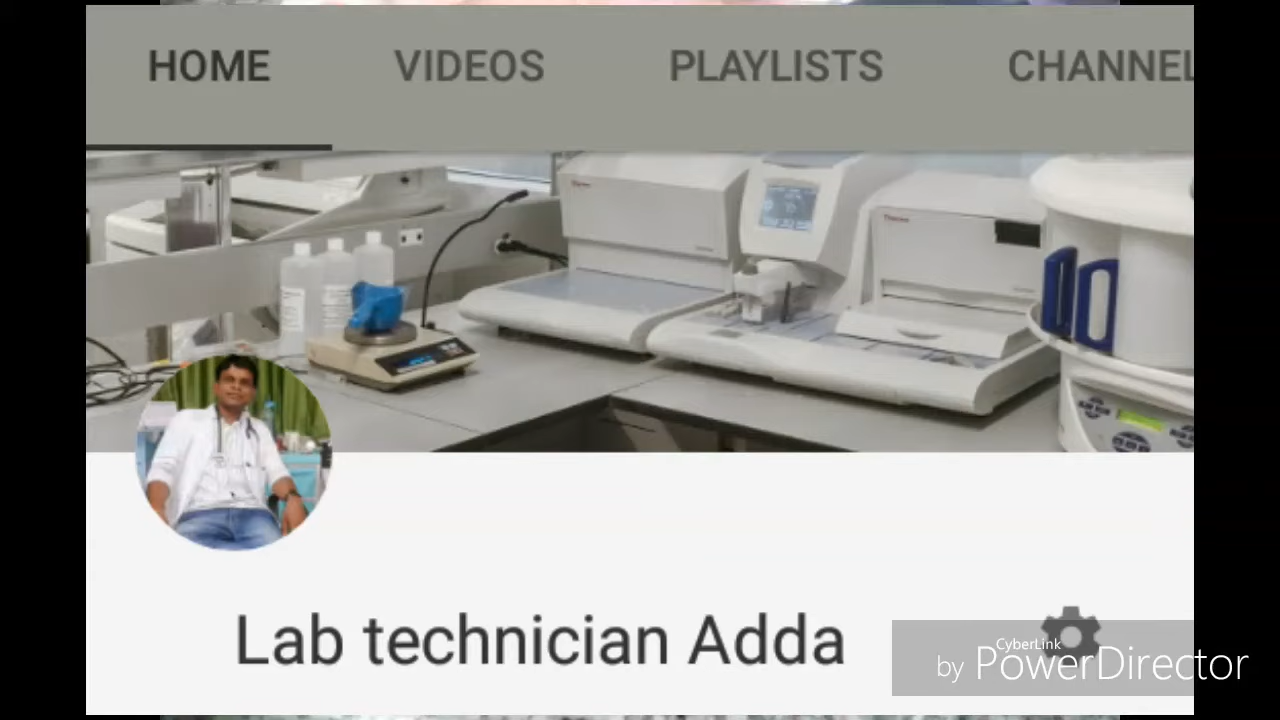 HOME VIDEOS PLAYLISTS CHANNEL
Lab technician Adda
CyberLink
by PowerDirector